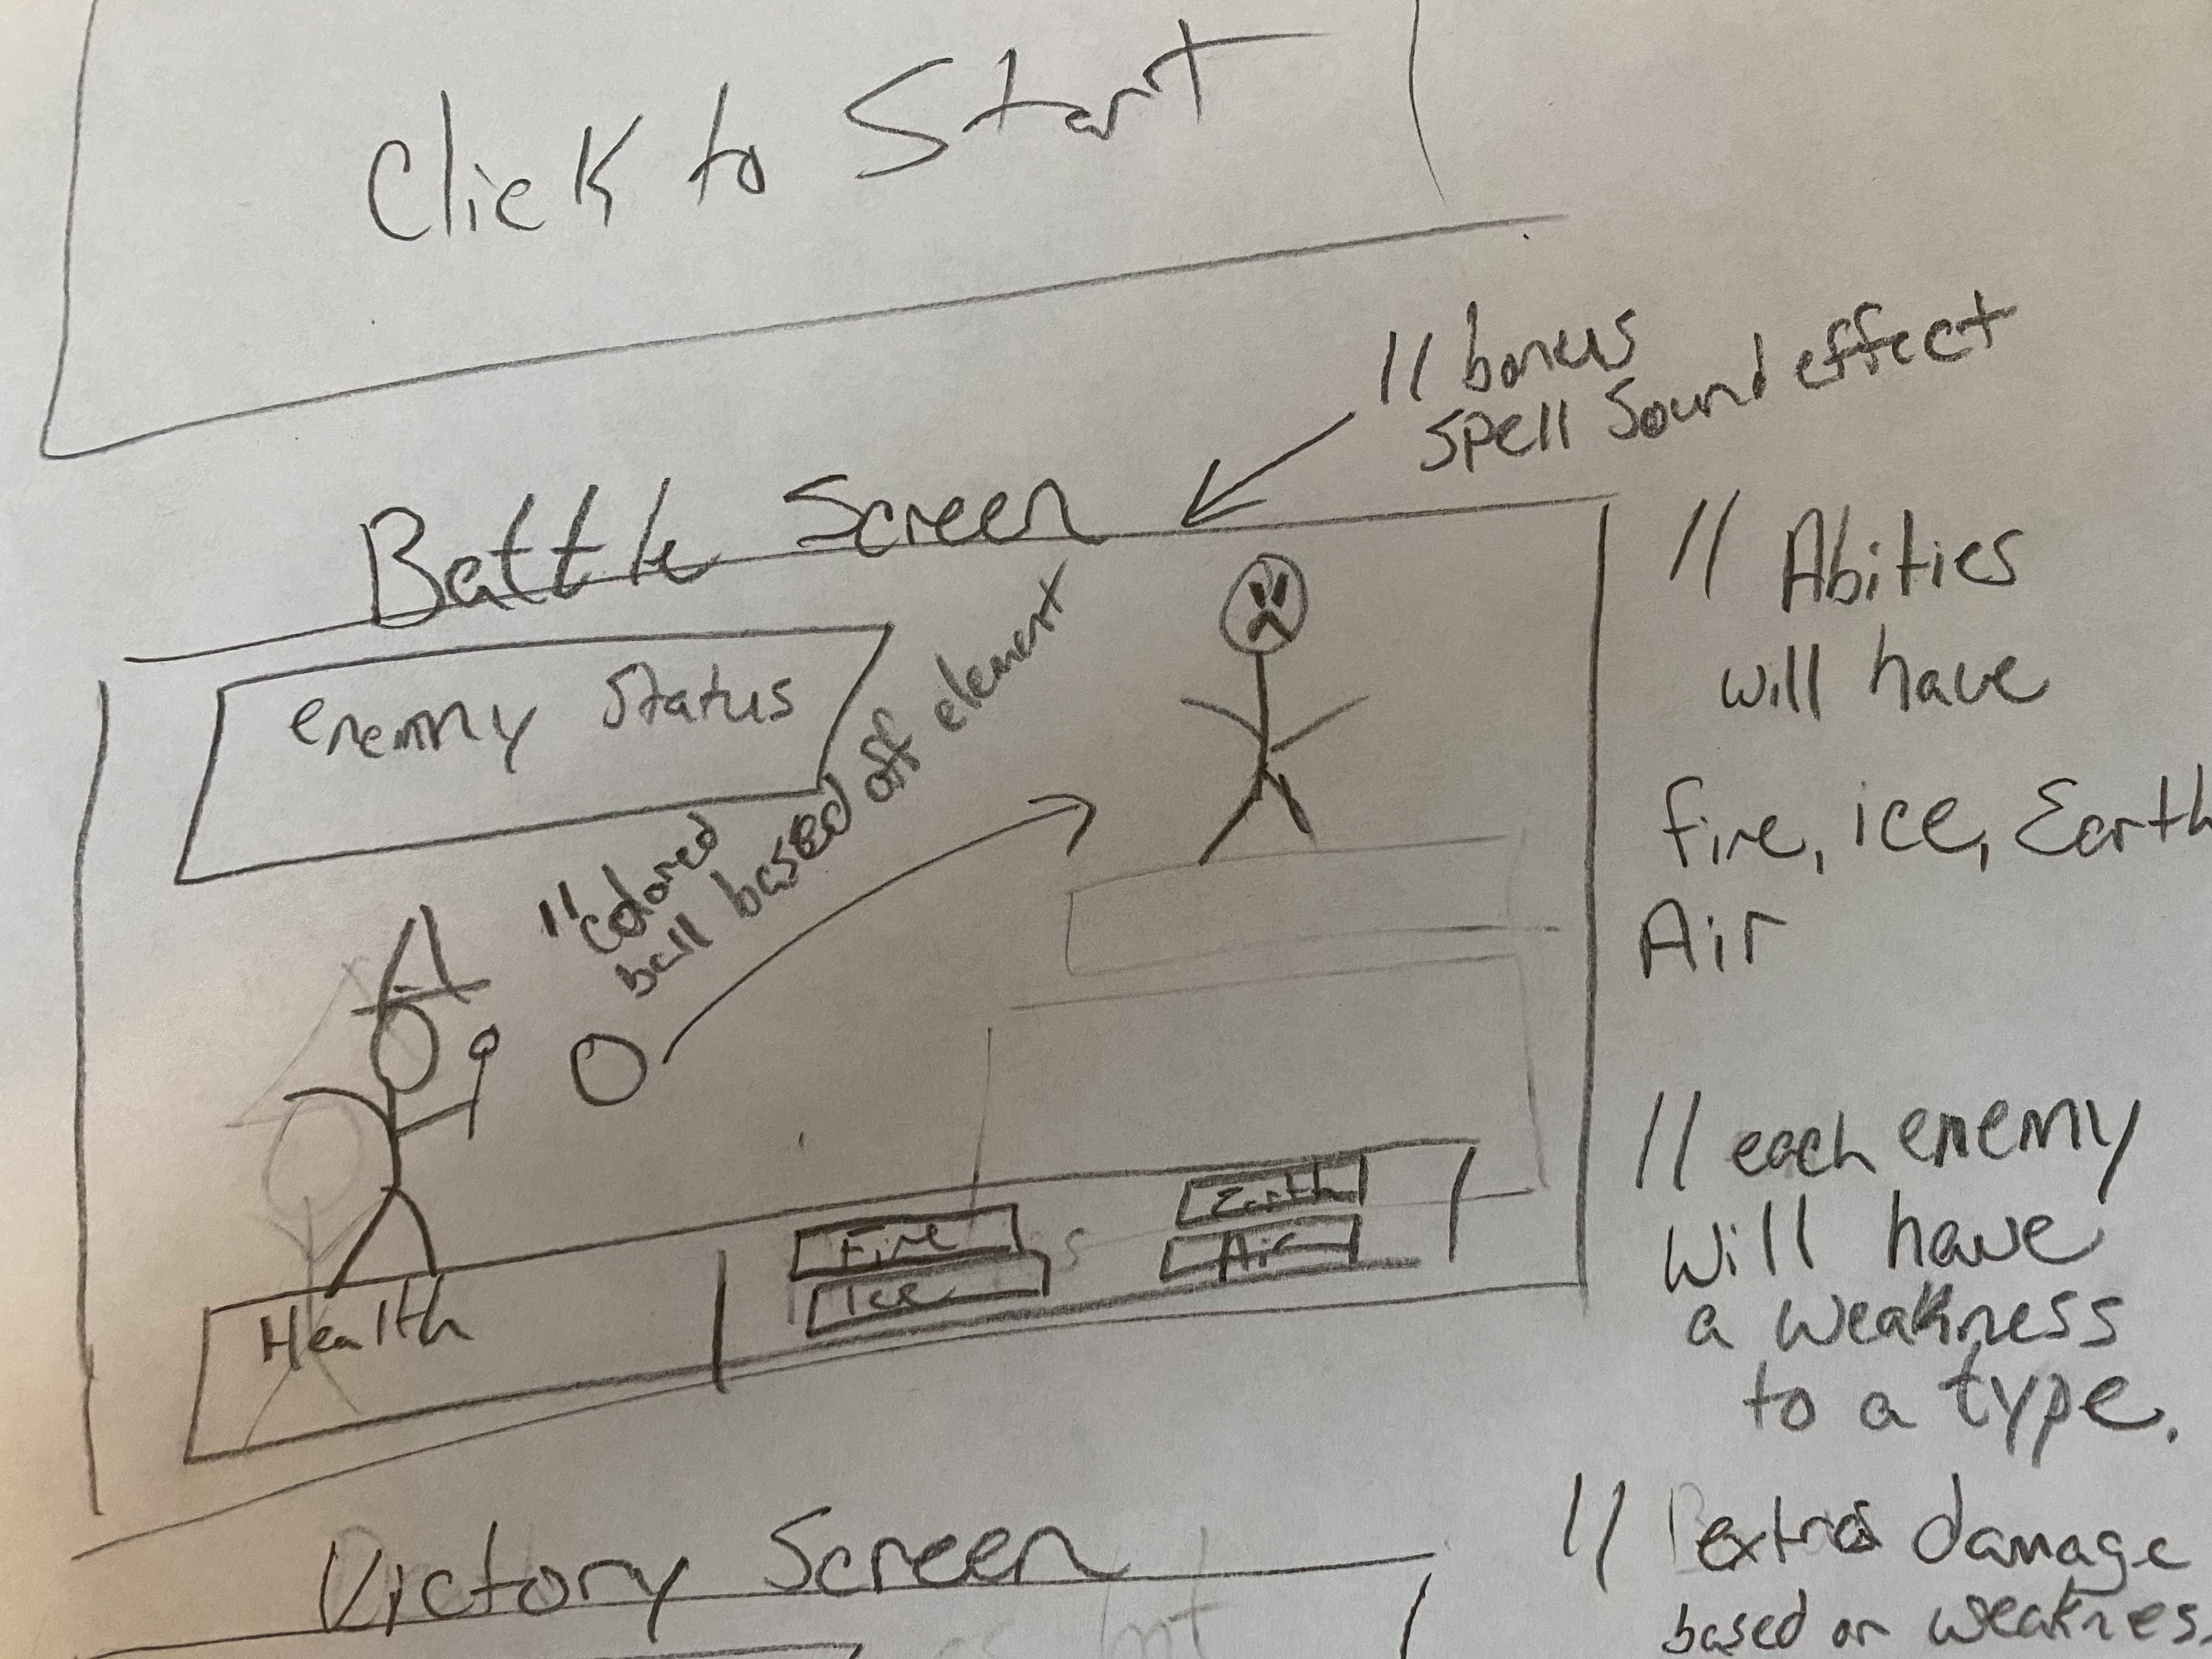 Click to Start
// bonus
Spell Sound effect
Battle Screen
enemny Status
// colored
ball based off element
// Abities
will have
fire, ice, Earth
Air
Health
Fire
Ice
Earth
Air
// each enemy
will have
a weakness
to a type.
Victory Screen
// extra damage
based on weakness